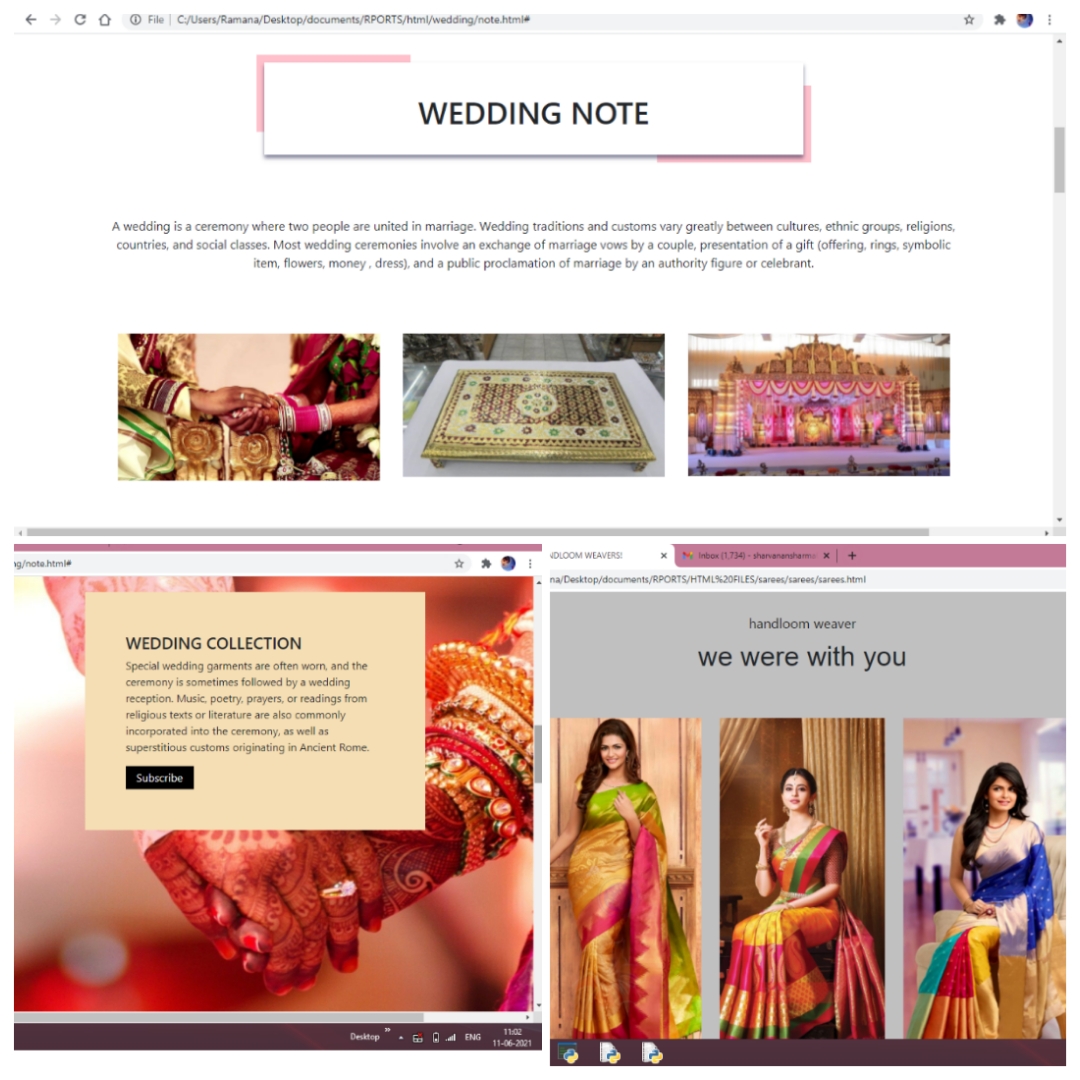 File | C:/Users/Ramana/Desktop/documents/RPORTS/html/wedding/note.html#
WEDDING NOTE
A wedding is a ceremony where two people are united in marriage. Wedding traditions and customs vary greatly between cultures, ethnic groups, religions,
countries, and social classes. Most wedding ceremonies involve an exchange of marriage vows by a couple, presentation of a gift (offering, rings, symbolic
item, flowers, money , dress), and a public proclamation of marriage by an authority figure or celebrant.
ng/note.html#
WEDDING COLLECTION
Special wedding garments are often worn, and the
ceremony is sometimes followed by a wedding
reception. Music, poetry, prayers, or readings from
religious texts or literature are also commonly
incorporated into the ceremony, as well as
superstitious customs originating in Ancient Rome.
Subscribe
Desktop
ENG
11:02
11-06-2021
NDLOOM WEAVERS!
Inbox (1,734) - sharvanansharma
na/Desktop/documents/RPORTS/HTML%20FILES/sarees/sarees/sarees.html
handloom weaver
we were with you